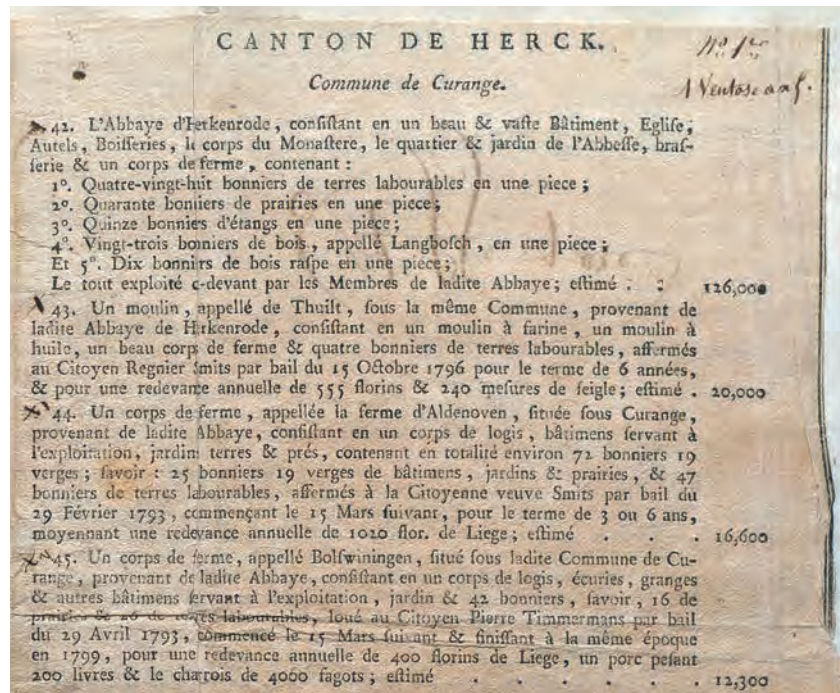 CANTON DE HERCK.
Nº 1er
Commune de Curange.
1 Ventose an 5.
42. L'Abbaye d'Herkenrode, conſiſtant en un beau & vaſte Bâtiment, Egliſe,
Autels, Boiſeries, le corps du Monaſtere, le quartier & jardin de l'Abbeſſe, braſ-
ſerie & un corps de ferme, contenant :
1º. Quatre-vingt-huit bonniers de terres labourables en une piece ;
2º. Quarante bonniers de prairies en une piece ;
3º. Quinze bonniers d'étangs en une piece ;
4º. Vingt-trois bonniers de bois, appellé Langboſch, en une piece ;
Et 5º. Dix bonnirs de bois raſpe en une piece ;
Le tout exploité c-devant par les Membres de ladite Abbaye ; eſtimé . : 126,000
43. Un moulin, appellé de Thuilt, ſous la même Commune, provenant de
ladite Abbaye de Herkenrode, conſiſtant en un moulin à farine, un moulin à
huile, un beau corps de ferme & quatre bonniers de terres labourables, affermés
au Citoyen Regnier Smits par bail du 15 Octobre 1796 pour le terme de 6 années,
& pour une redevance annuelle de 555 florins & 240 meſures de ſeigle ; eſtimé . 20,000
44. Un corps de ferme, appellée la ferme d'Aldenoven, ſituée ſous Curange,
provenant de ladite Abbaye, conſiſtant en un corps de logis, bâtimens ſervant à
l'exploitation, jardins terres & prés, contenant en totalité environ 72 bonniers 19
verges ; ſavoir : 25 bonniers 19 verges de bâtimens, jardins & prairies, & 47
bonniers de terres labourables, affermés à la Citoyenne veuve Smits par bail du
29 Février 1793, commençant le 15 Mars ſuivant, pour le terme de 3 ou 6 ans,
moyennant une redevance annuelle de 1020 flor. de Liege ; eſtimé . . . 16,600
45. Un corps de ferme, appellé Bolſwiningen, ſitué ſous ladite Commune de Cu-
range, provenant de ladite Abbaye, conſiſtant en un corps de logis, écuries, granges
& autres bâtimens ſervant à l'exploitation, jardin & 42 bonniers, ſavoir, 16 de
prairies & 26 de terres labourables, loué au Citoyen Pierre Timmermans par bail
du 29 Avril 1793, commencé le 15 Mars ſuivant & finiſſant à la même époque
en 1799, pour une redevance annuelle de 400 florins de Liege, un porc peſant
200 livres & le charrois de 4000 fagots ; eſtimé . . . . . . 12,300